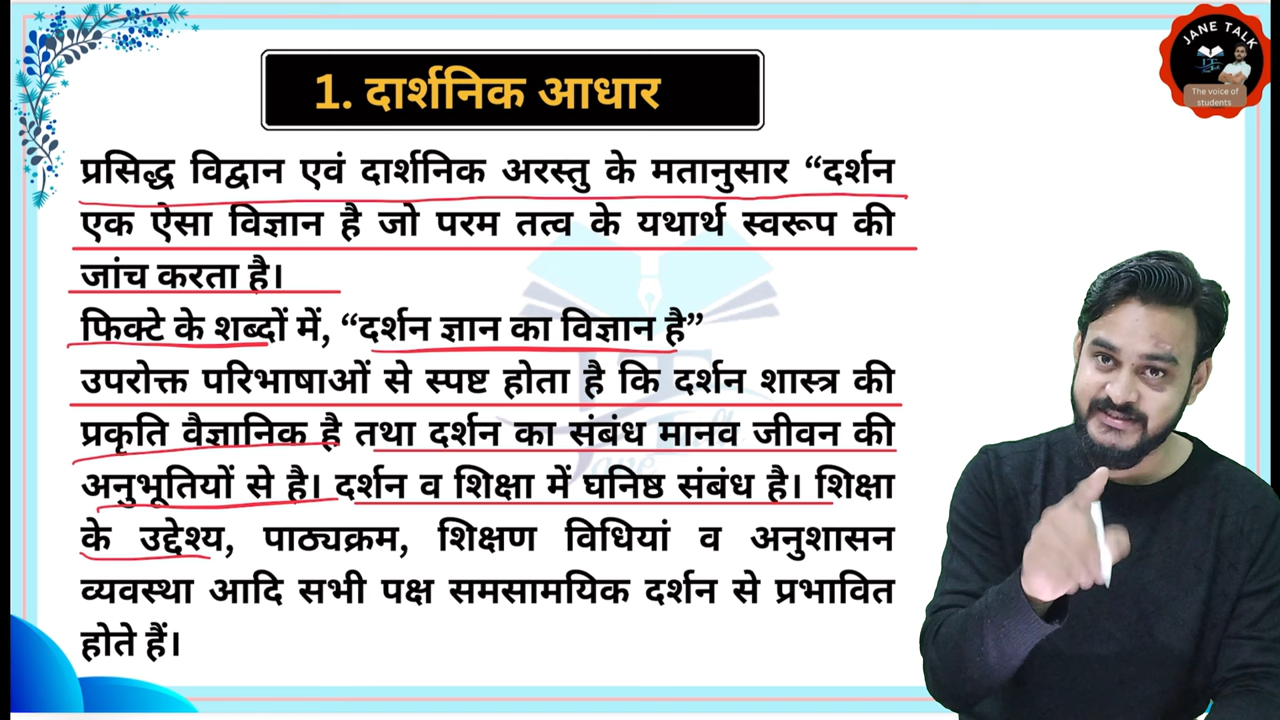 1. दार्शनिक आधार
प्रसिद्ध विद्वान एवं दार्शनिक अरस्तु के मतानुसार “दर्शन
एक ऐसा विज्ञान है जो परम तत्व के यथार्थ स्वरूप की
जांच करता है।
फिक्टे के शब्दों में, “दर्शन ज्ञान का विज्ञान है”
उपरोक्त परिभाषाओं से स्पष्ट होता है कि दर्शन शास्त्र की
प्रकृति वैज्ञानिक है तथा दर्शन का संबंध मानव जीवन की
अनुभूतियों से है। दर्शन व शिक्षा में घनिष्ठ संबंध है। शिक्षा
के उद्देश्य, पाठ्यक्रम, शिक्षण विधियां व अनुशासन
व्यवस्था आदि सभी पक्ष समसामयिक दर्शन से प्रभावित
होते हैं।
JANE TALK
The voice of
students